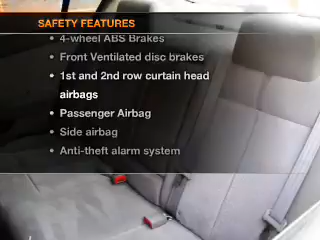 SAFETY FEATURES
• 4-wheel ABS Brakes
• Front Ventilated disc brakes
• 1st and 2nd row curtain head
airbags
• Passenger Airbag
• Side airbag
• Anti-theft alarm system